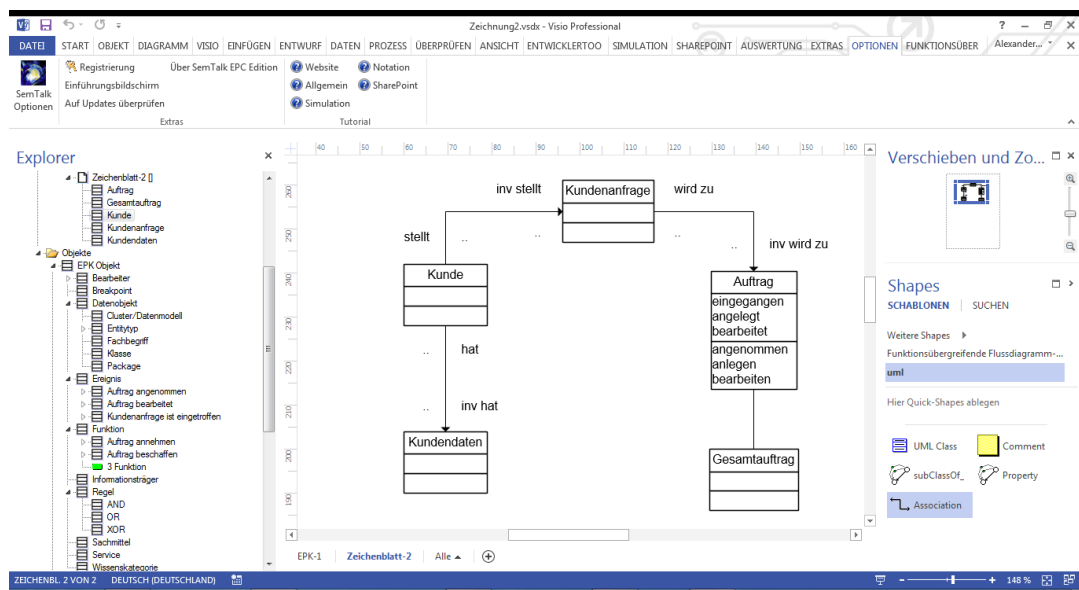 Zeichnung2.vsdx - Visio Professional
DATEI START OBJEKT DIAGRAMM VISIO EINFÜGEN ENTWURF DATEN PROZESS ÜBERPRÜFEN ANSICHT ENTWICKLERTOO SIMULATION SHAREPOINT AUSWERTUNG EXTRAS OPTIONEN FUNKTIONSÜBER Alexander...
SemTalk
Optionen
Registrierung Über SemTalk EPC Edition
Einführungsbildschirm
Auf Updates überprüfen
Extras
Website Notation
Allgemein SharePoint
Simulation
Tutorial
Explorer
Zeichenblatt-2 []
Auftrag
Gesamtauftrag
Kunde
Kundenanfrage
Kundendaten
Objekte
EPK Objekt
Bearbeiter
Breakpoint
Datenobjekt
Cluster/Datenmodell
Entitytyp
Fachbegriff
Klasse
Package
Ereignis
Auftrag angenommen
Auftrag bearbeitet
Kundenanfrage ist eingetroffen
Funktion
Auftrag annehmen
Auftrag beschaffen
3 Funktion
Informationsträger
Regel
AND
OR
XOR
Sachmittel
Service
Wissenskategorie
40 50 60 70 80 90 100 110 120 130 140 150 160
260
250
240
230
220
210
200
190
inv stellt Kundenanfrage wird zu
stellt .. .. .. .. inv wird zu
Kunde
Auftrag
eingegangen
angelegt
bearbeitet
angenommen
anlegen
bearbeiten
.. hat
.. inv hat
Kundendaten
Gesamtauftrag
EPK-1 Zeichenblatt-2 Alle
Verschieben und Zo...
Shapes
SCHABLONEN SUCHEN
Weitere Shapes
Funktionsübergreifende Flussdiagramm-...
uml
Hier Quick-Shapes ablegen
UML Class Comment
subClassOf_ Property
Association
ZEICHENBL. 2 VON 2 DEUTSCH (DEUTSCHLAND) 148 %